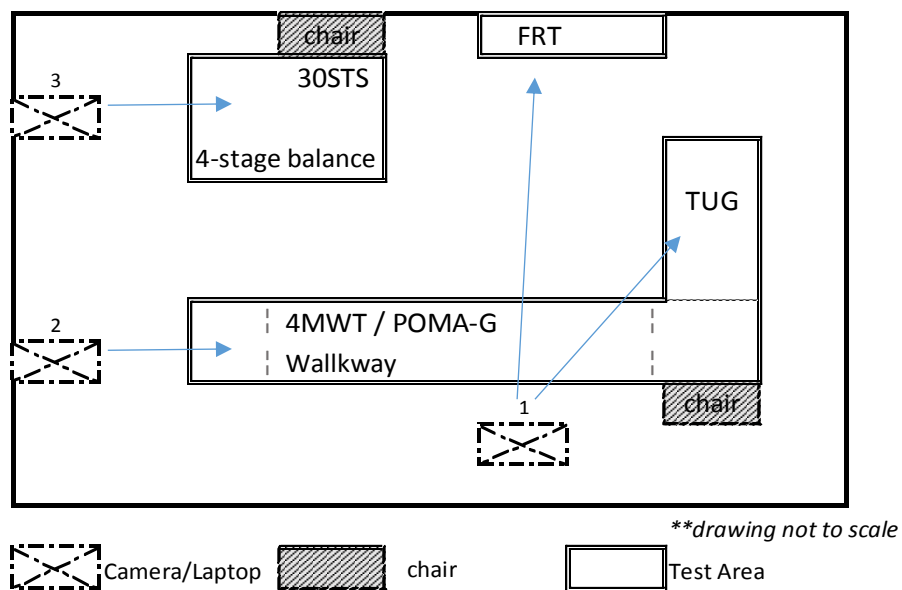 chair
FRT
30STS
3
4-stage balance
TUG
2
4MWT / POMA-G
Wallkway
1
chair
**drawing not to scale
Camera/Laptop
chair
Test Area